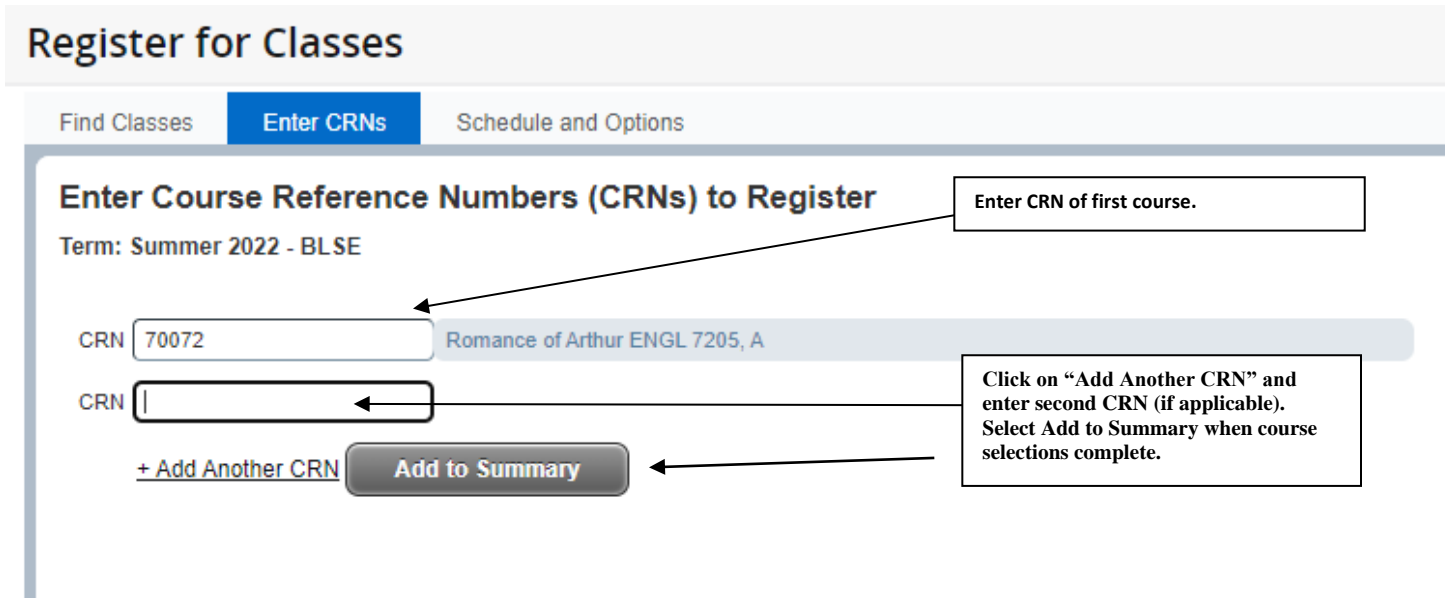 Register for Classes
Find Classes Enter CRNs Schedule and Options
Enter Course Reference Numbers (CRNs) to Register
Enter CRN of first course.
Term: Summer 2022 - BLSE
CRN 70072 Romance of Arthur ENGL 7205, A
CRN
Click on “Add Another CRN” and
enter second CRN (if applicable).
Select Add to Summary when course
selections complete.
+ Add Another CRN Add to Summary